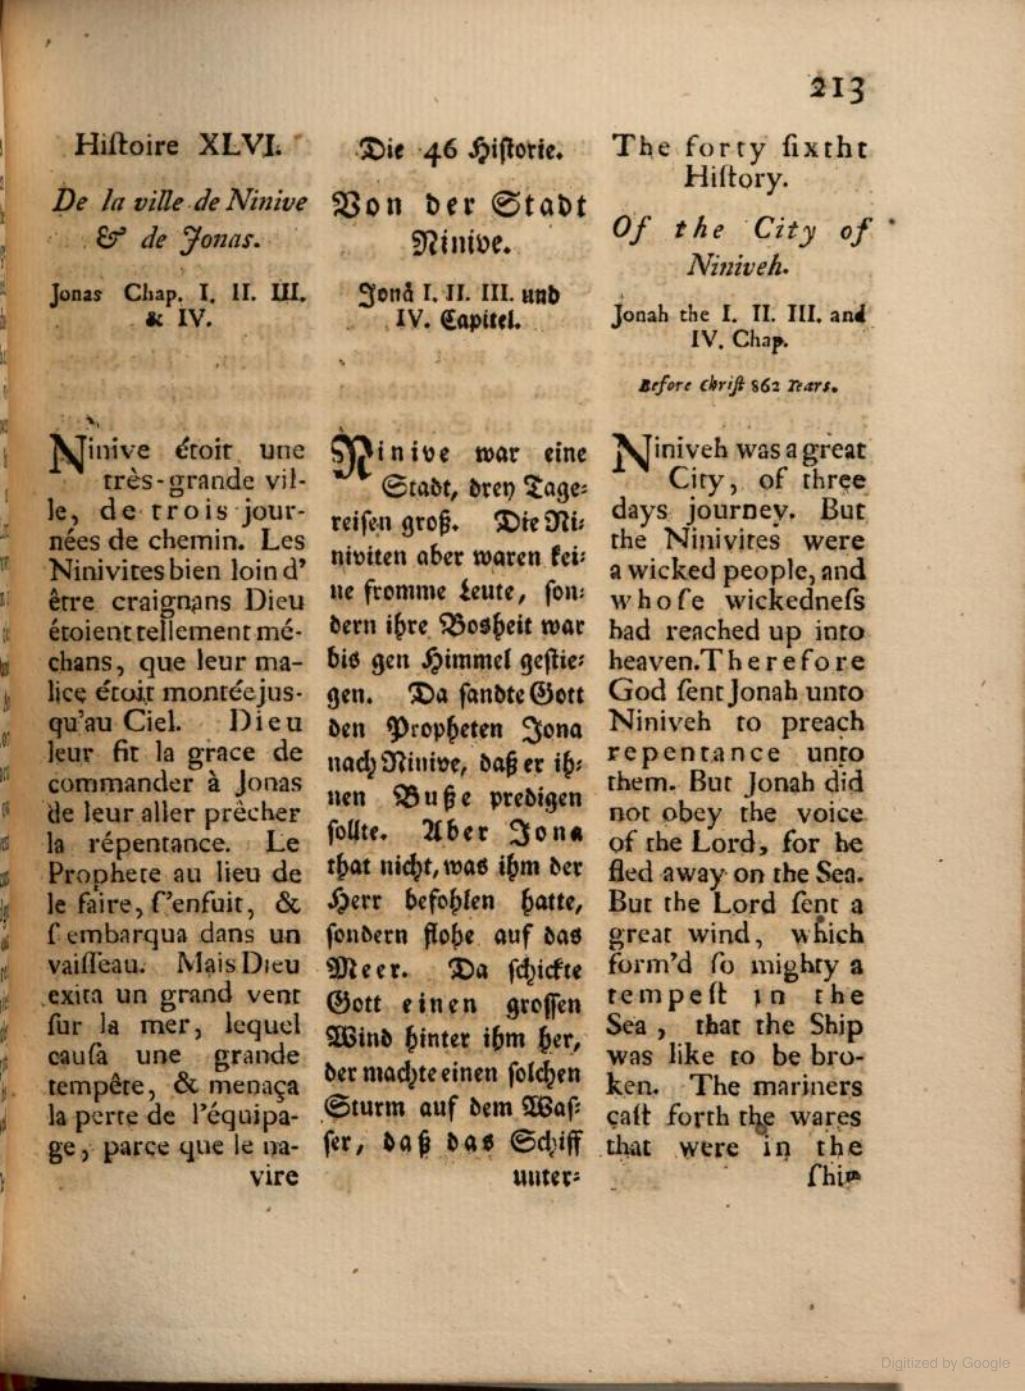 213
Hiſtoire XLVI.
De la ville de Ninive
& de Jonas.
Jonas Chap. I. II. III.
& IV.
Ninive étoit une
très-grande vil-
le, de trois jour-
nées de chemin. Les
Ninivites bien loin d'
être craignans Dieu
étoient tellement mé-
chans, que leur ma-
lice étoit montée jus-
qu'au Ciel. Dieu
leur fit la grace de
commander à Jonas
de leur aller prêcher
la répentance. Le
Prophete au lieu de
le faire, ſ'enfuit, &
ſ'embarqua dans un
vaiſſeau. Mais Dieu
exita un grand vent
ſur la mer, lequel
cauſa une grande
tempête, & menaça
la perte de l'équipa-
ge, parce que le na-
vire
Die 46 Hiſtorie.
Von der Stadt
Ninive.
Jonä I. II. III. und
IV. Capitel.
Ninive war eine
Stadt, drey Tage-
reiſen groß. Die Ni-
niviten aber waren kei-
ne fromme Leute, ſon-
dern ihre Bosheit war
bis gen Himmel geſtie-
gen. Da ſandte Gott
den Propheten Jona
nach Ninive, daß er ih-
nen Buße predigen
ſollte. Aber Jona
that nicht, was ihm der
Herr befohlen hatte,
ſondern flohe auf das
Meer. Da ſchickte
Gott einen groſſen
Wind hinter ihm her,
der machte einen ſolchen
Sturm auf dem Waſ-
ſer, daß das Schiff
unter-
The forty ſixtht
Hiſtory.
Of the City of
Niniveh.
Jonah the I. II. III. and
IV. Chap.
Before Chriſt 862 Years.
Niniveh was a great
City, of three
days journey. But
the Ninivites were
a wicked people, and
whoſe wickedneſs
had reached up into
heaven. Therefore
God ſent Jonah unto
Niniveh to preach
repentance unto
them. But Jonah did
not obey the voice
of the Lord, for he
fled away on the Sea.
But the Lord ſent a
great wind, which
form'd ſo mighty a
tempeſt in the
Sea, that the Ship
was like to be bro-
ken. The mariners
caſt forth the wares
that were in the
ſhip
Digitized by Google